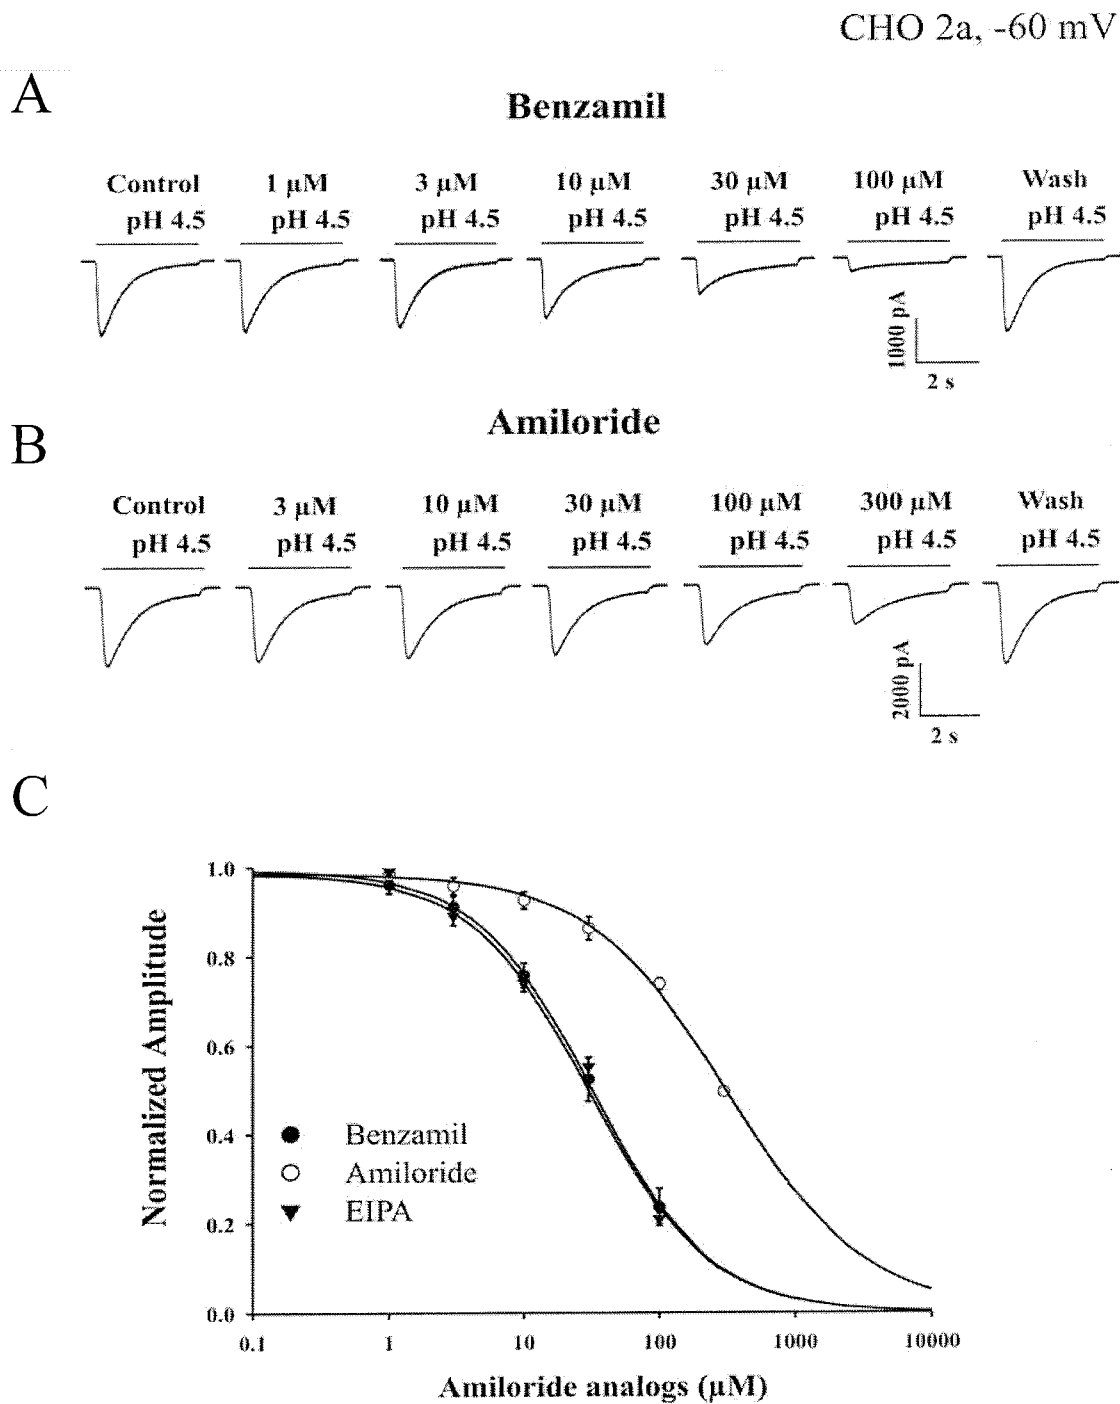 CHO 2a, -60 mV
A
Benzamil
Control 1 µM 3 µM 10 µM 30 µM 100 µM Wash
pH 4.5 pH 4.5 pH 4.5 pH 4.5 pH 4.5 pH 4.5 pH 4.5
1000 pA
2 s
B
Amiloride
Control 3 µM 10 µM 30 µM 100 µM 300 µM Wash
pH 4.5 pH 4.5 pH 4.5 pH 4.5 pH 4.5 pH 4.5 pH 4.5
2000 pA
2 s
C
Normalized Amplitude
1.0
0.8
0.6
0.4
0.2
0.0
Benzamil
Amiloride
EIPA
0.1 1 10 100 1000 10000
Amiloride analogs (µM)